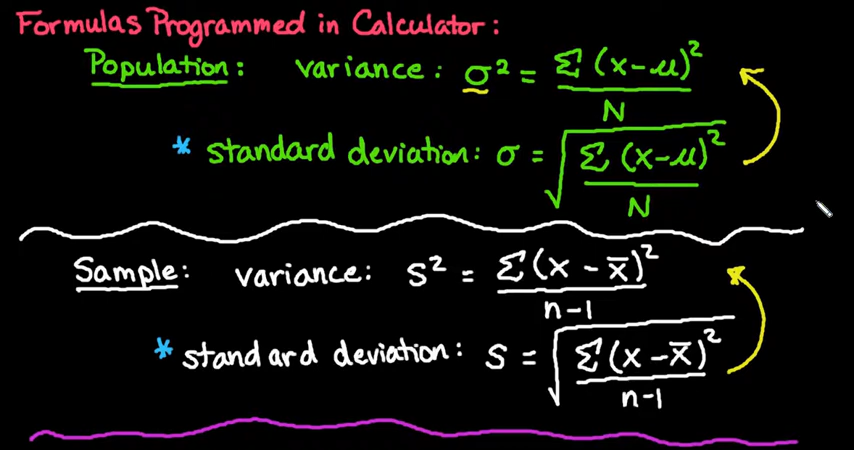 Formulas Programmed in Calculator:
Population: variance: σ² = Σ(x-μ)² / N
* standard deviation: σ = √(Σ(x-μ)² / N)
Sample: variance: s² = Σ(x - x̄)² / n-1
* standard deviation: s = √(Σ(x-x̄)² / n-1)